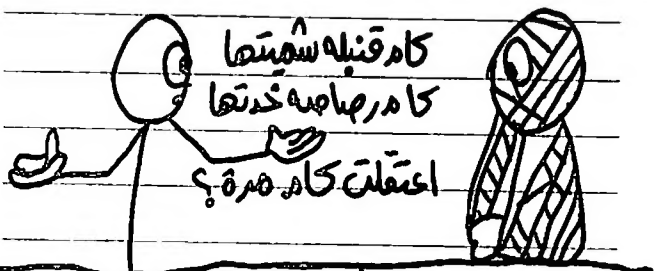 كام قنبله شميتها
كام رصاصه خدتها
اعتقلت كام مرة؟